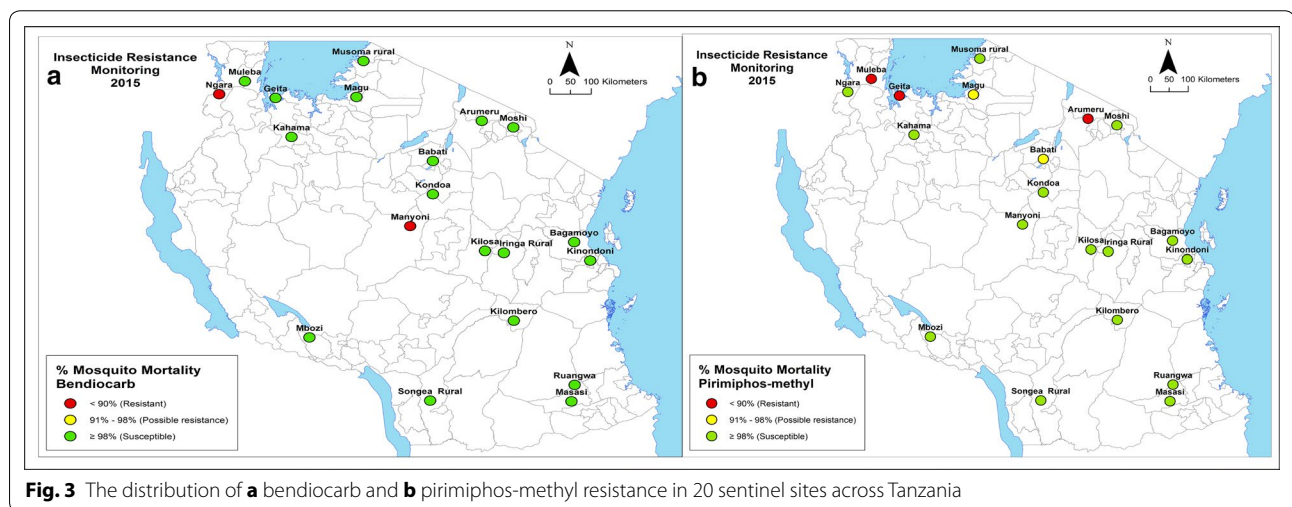 a
Insecticide Resistance
Monitoring
2015
N
0 50 100 Kilometers
Musoma rural
Muleba
Ngara
Geita
Magu
Kahama
Arumeru
Moshi
Babati
Kondoa
Manyoni
Kilosa
Iringa Rural
Bagamoyo
Kinondoni
Kilombero
Mbozi
Songea Rural
Ruangwa
Masasi
% Mosquito Mortality
Bendiocarb
< 90% (Resistant)
91% - 98% (Possible resistance)
≥ 98% (Susceptible)
b
Insecticide Resistance
Monitoring
2015
N
0 50 100 Kilometers
Musoma rural
Muleba
Ngara
Geita
Magu
Kahama
Arumeru
Moshi
Babati
Kondoa
Manyoni
Kilosa
Iringa Rural
Bagamoyo
Kinondoni
Kilombero
Mbozi
Songea Rural
Ruangwa
Masasi
% Mosquito Mortality
Pirimiphos-methyl
< 90% (Resistant)
91% - 98% (Possible resistance)
≥ 98% (Susceptible)
Fig. 3 The distribution of a bendiocarb and b pirimiphos-methyl resistance in 20 sentinel sites across Tanzania